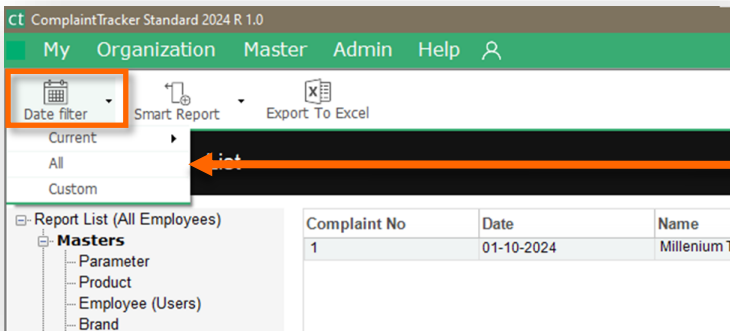 ct ComplaintTracker Standard 2024 R 1.0
My Organization Master Admin Help
Date filter Smart Report Export To Excel
Current
All
List
Custom
Report List (All Employees)
Masters
Parameter
Product
Employee (Users)
Brand
Complaint No Date Name
1 01-10-2024 Millenium T